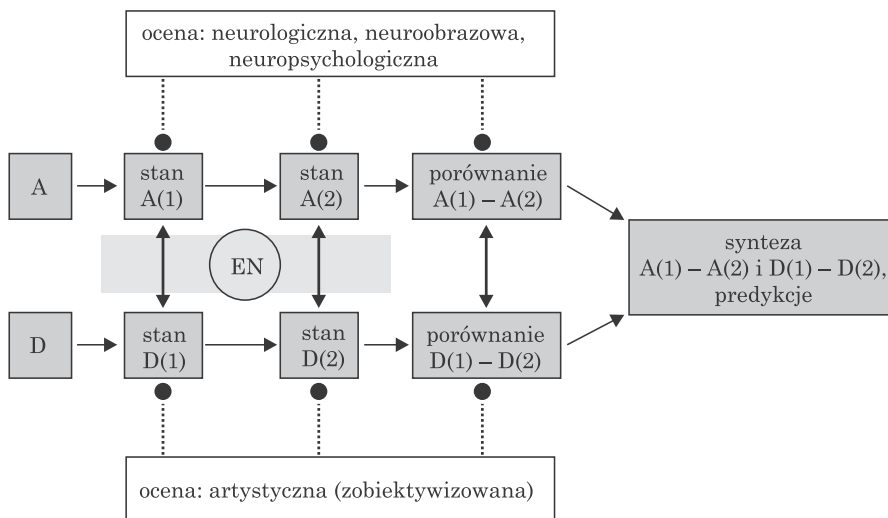 ocena: neurologiczna, neuroobrazowa,
neuropsychologiczna
A
stan
A(1)
stan
A(2)
porównanie
A(1) – A(2)
synteza
A(1) – A(2) i D(1) – D(2),
predykcje
EN
D
stan
D(1)
stan
D(2)
porównanie
D(1) – D(2)
ocena: artystyczna (zobiektywizowana)